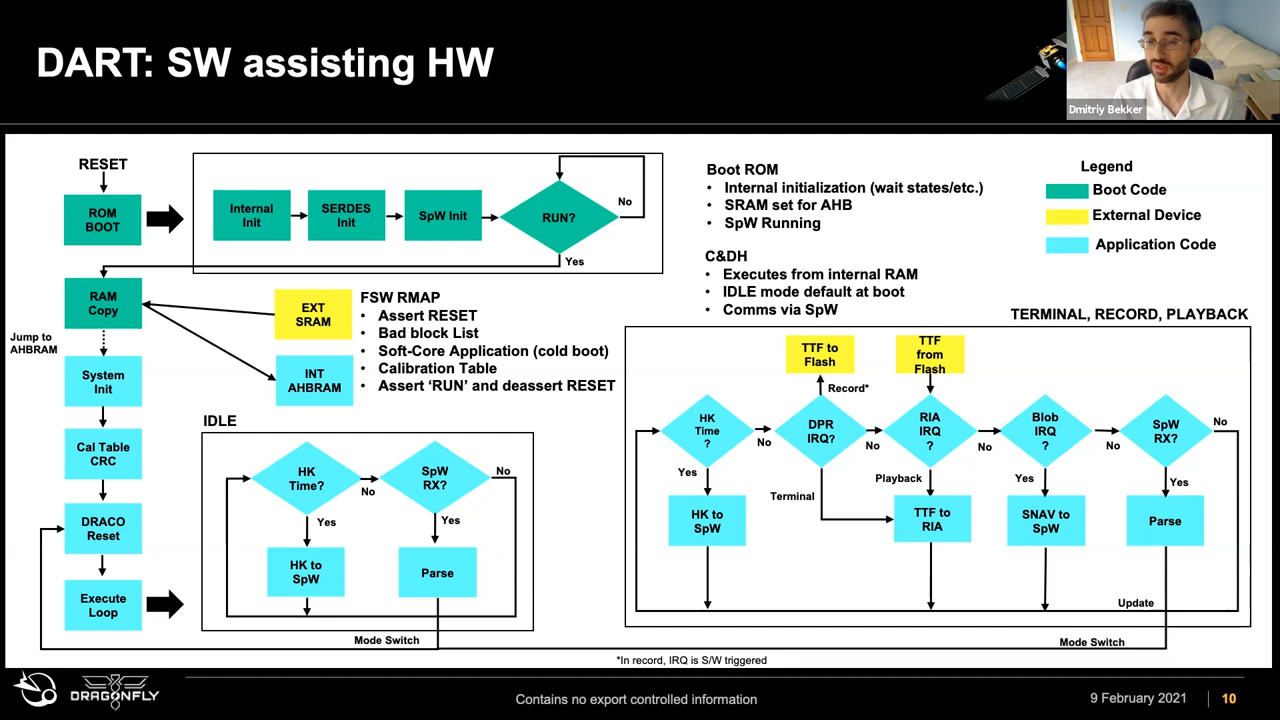 DART: SW assisting HW
Dmitriy Bekker
RESET
ROM
BOOT
Internal
Init
SERDES
Init
SpW Init
RUN?
No
Yes
Boot ROM
• Internal initialization (wait states/etc.)
• SRAM set for AHB
• SpW Running
C&DH
• Executes from internal RAM
• IDLE mode default at boot
• Comms via SpW
Legend
Boot Code
External Device
Application Code
RAM
Copy
Jump to
AHBRAM
System
Init
Cal Table
CRC
DRACO
Reset
Execute
Loop
EXT
SRAM
INT
AHBRAM
FSW RMAP
• Assert RESET
• Bad block List
• Soft-Core Application (cold boot)
• Calibration Table
• Assert ‘RUN’ and deassert RESET
IDLE
HK
Time?
No
SpW
RX?
No
Yes
Yes
HK to
SpW
Parse
Mode Switch
TERMINAL, RECORD, PLAYBACK
TTF to
Flash
TTF
from
Flash
Record*
HK
Time
?
No
DPR
IRQ?
No
RIA
IRQ
?
No
Blob
IRQ
?
No
SpW
RX?
No
Yes
Terminal
Playback
Yes
Yes
HK to
SpW
TTF to
RIA
SNAV to
SpW
Parse
Update
Mode Switch
*In record, IRQ is S/W triggered
DRAGONFLY
Contains no export controlled information
9 February 2021
10